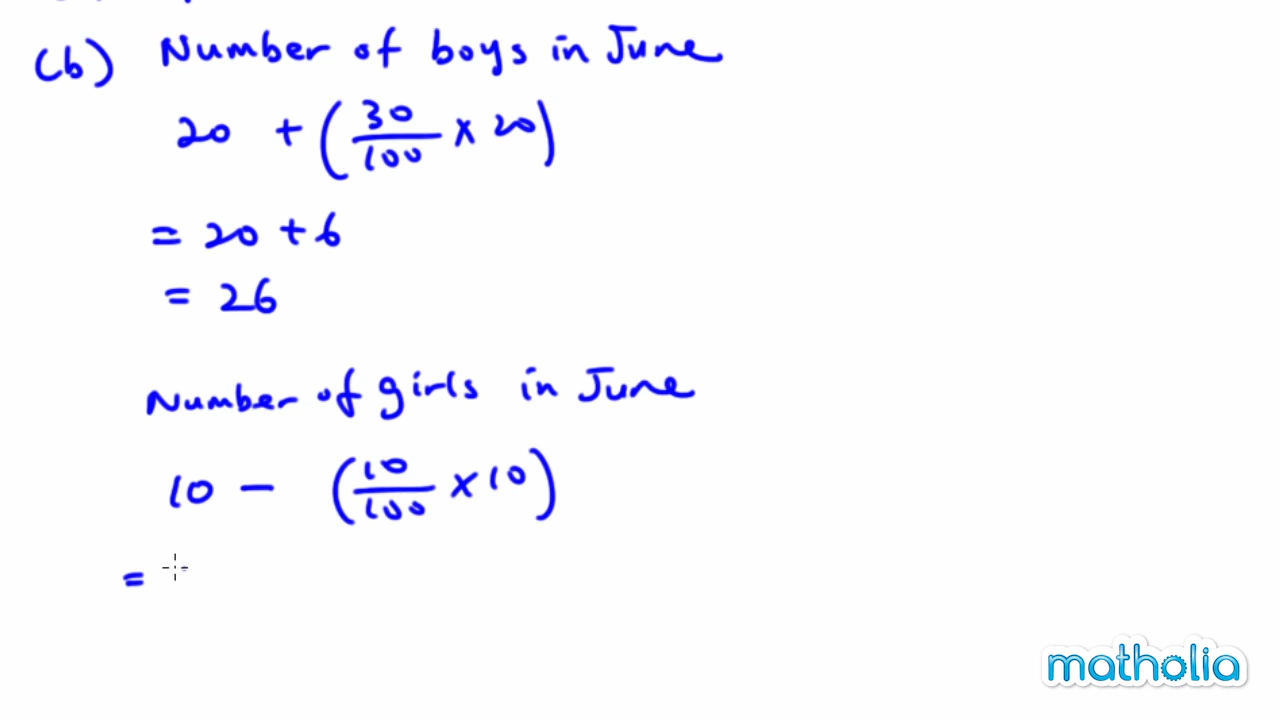 (b) Number of boys in June
20 + (30/100 x 20)
= 20 + 6
= 26
Number of girls in June
10 - (10/100 x 10)
=
matholia